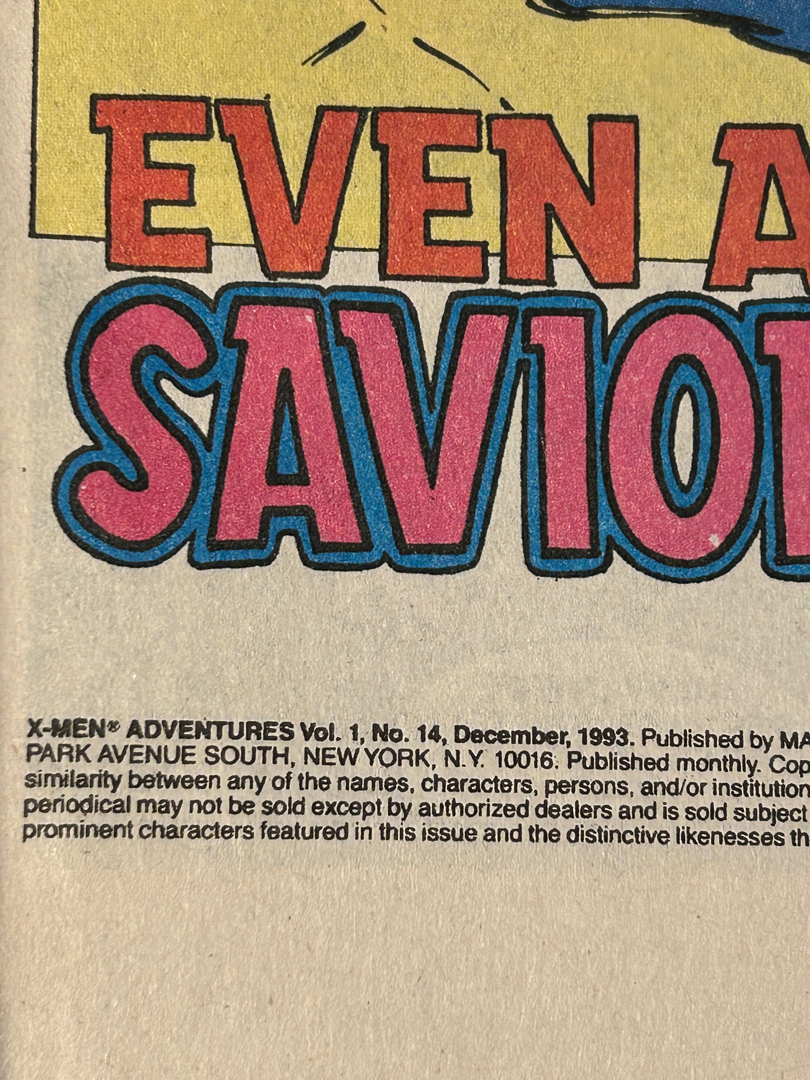 EVEN A
SAVIO
X-MEN® ADVENTURES Vol. 1, No. 14, December, 1993. Published by MA
PARK AVENUE SOUTH, NEW YORK, N.Y. 10016. Published monthly. Cop
similarity between any of the names, characters, persons, and/or institution
periodical may not be sold except by authorized dealers and is sold subject
prominent characters featured in this issue and the distinctive likenesses th